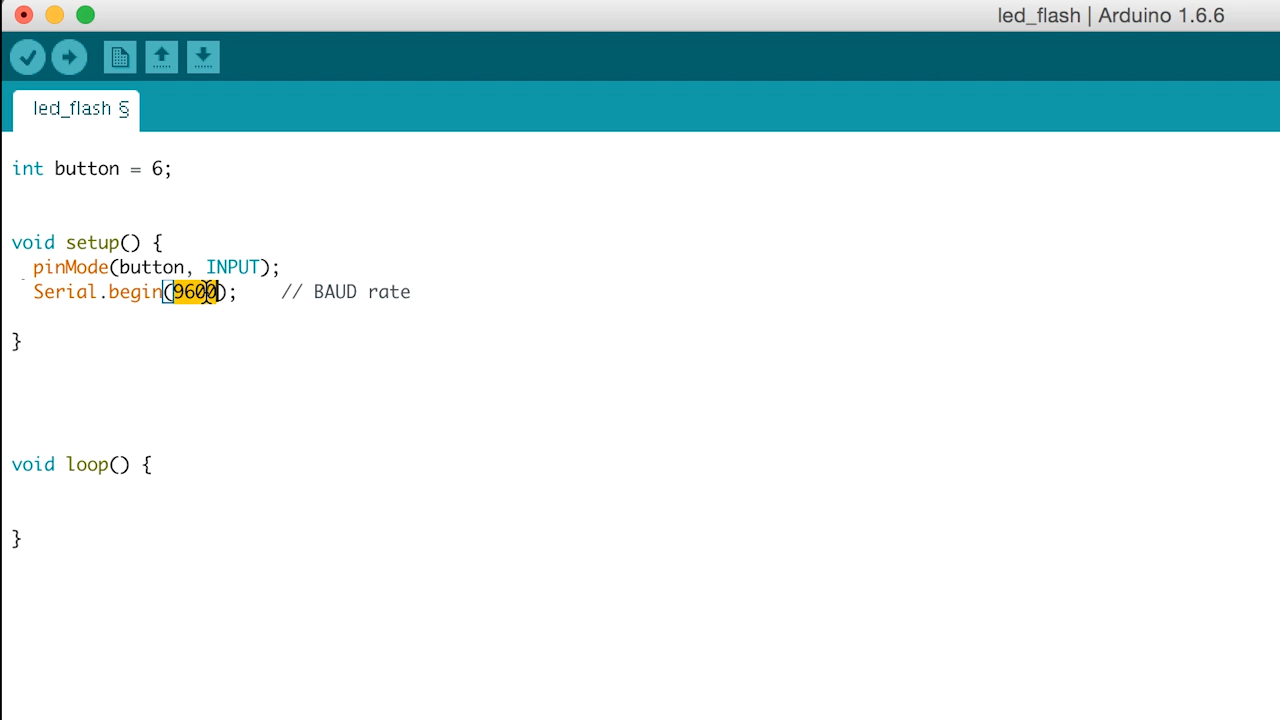 led_flash | Arduino 1.6.6
led_flash §
int button = 6;
void setup() {
pinMode(button, INPUT);
Serial.begin(9600); // BAUD rate
}
void loop() {
}